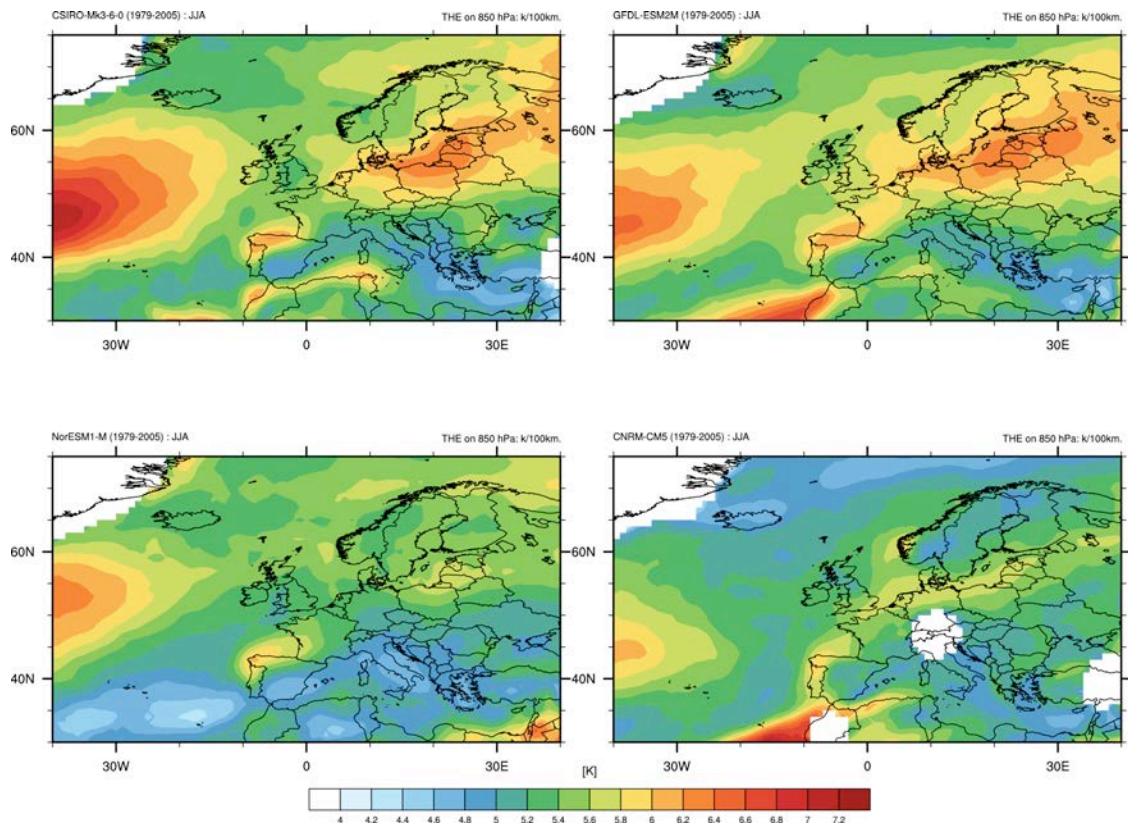 CSIRO-Mk3-6-0 (1979-2005) : JJA THE on 850 hPa: k/100km.
60N
40N
30W 0 30E
GFDL-ESM2M (1979-2005) : JJA THE on 850 hPa: k/100km.
60N
40N
30W 0 30E
NorESM1-M (1979-2005) : JJA THE on 850 hPa: k/100km.
60N
40N
30W 0 30E
CNRM-CM5 (1979-2005) : JJA THE on 850 hPa: k/100km.
60N
40N
30W 0 30E
[K]
4 4.2 4.4 4.6 4.8 5 5.2 5.4 5.6 5.8 6 6.2 6.4 6.6 6.8 7 7.2